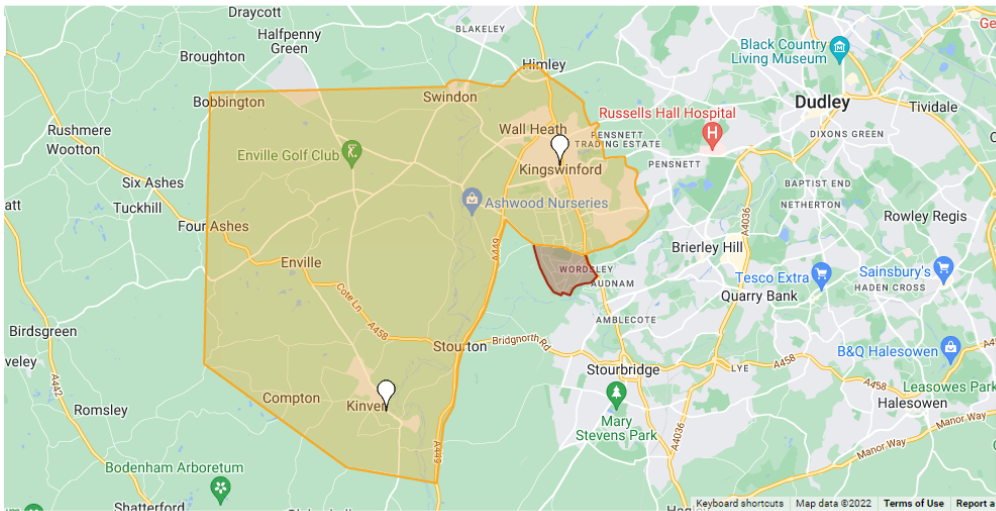 Draycott
Halfpenny
Green
BLAKELEY
Broughton
Himley
Black Country
Living Museum
Bobbington
Swindon
Dudley
Tividale
Rushmere
Wootton
Wall Heath
PENSNETT
TRADING ESTATE
Russells Hall Hospital
H
DIXONS GREEN
Enville Golf Club
Kingswinford
PENSNETT
Six Ashes
BAPTIST END
NETHERTON
Tuckhill
Ashwood Nurseries
Rowley Regis
Four Ashes
A449
A4036
Brierley Hill
Enville
WORDSLEY
AUDNAM
Tesco Extra
Sainsbury's
HADEN CROSS
Quarry Bank
Cote Ln
A458
AMBLECOTE
Birdsgreen
Stourton
Bridgnorth Rd
B&Q Halesowen
A458
Stourbridge
LYE
A458
Leasowes Park
A442
Compton
Kinver
Romsley
Mary
Stevens Park
Halesowen
A4036
Manor Way
Manor Way
A449
Bodenham Arboretum
Shatterford
Keyboard shortcuts
Map data ©2022
Terms of Use
Report a